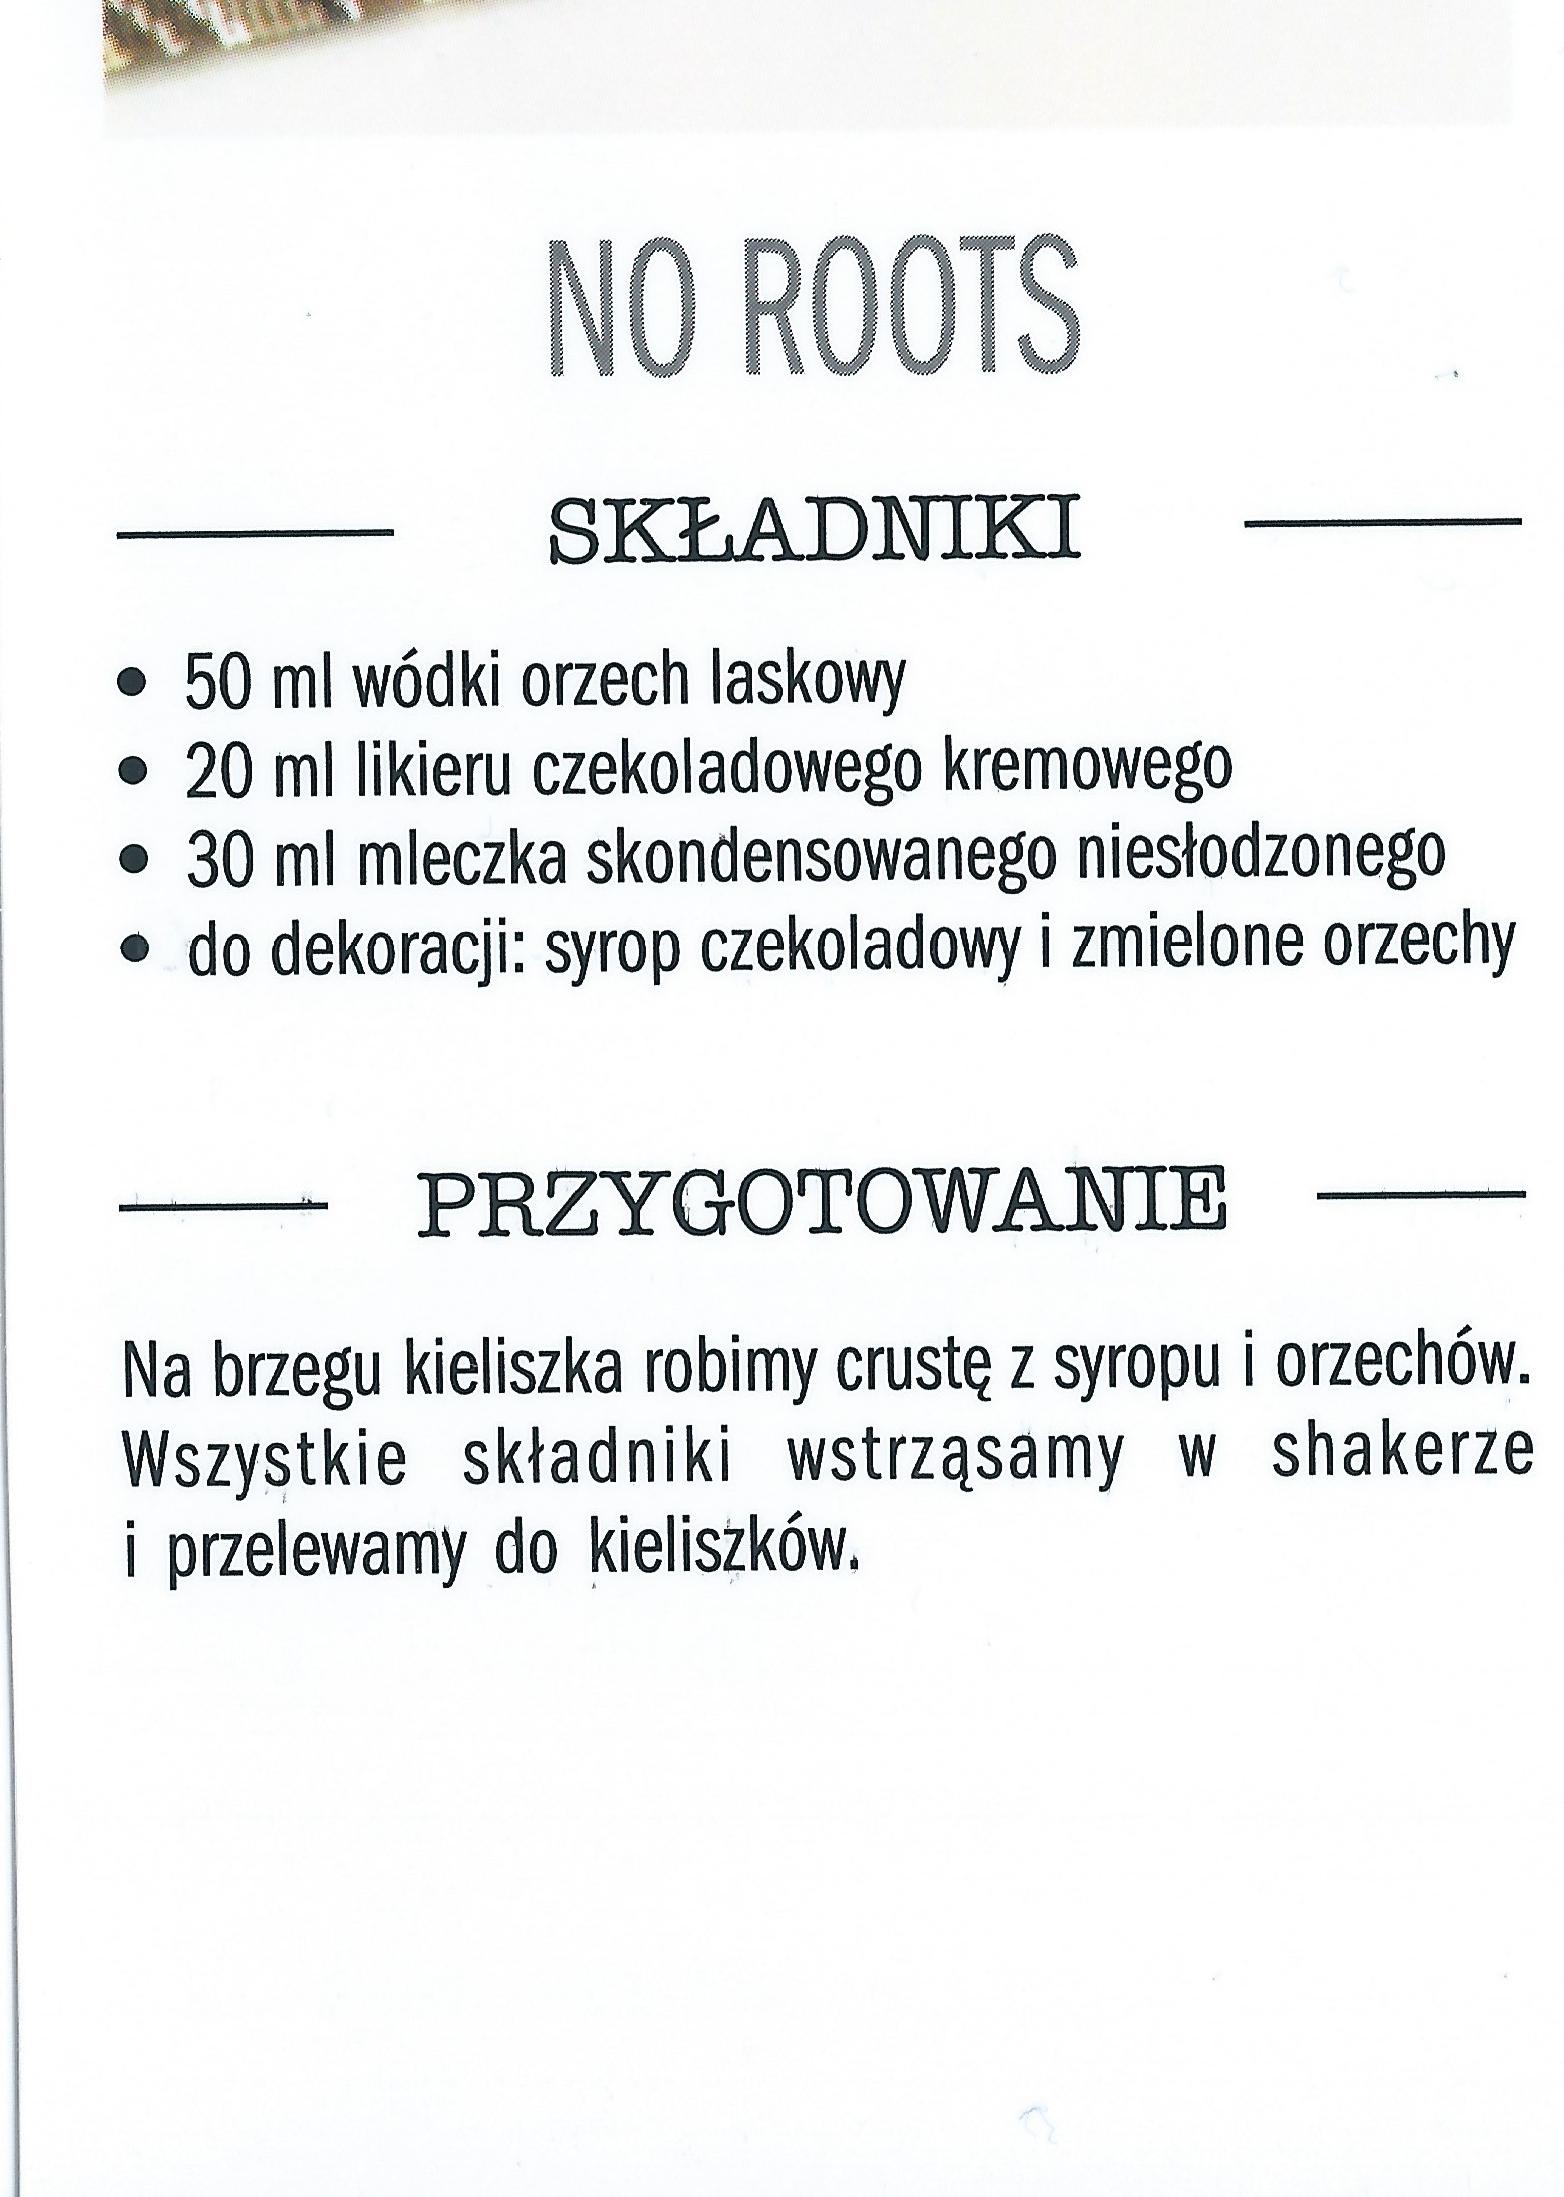 NO ROOTS
SKŁADNIKI
• 50 ml wódki orzech laskowy
• 20 ml likieru czekoladowego kremowego
• 30 ml mleczka skondensowanego niesłodzonego
• do dekoracji: syrop czekoladowy i zmielone orzechy
PRZYGOTOWANIE
Na brzegu kieliszka robimy crustę z syropu i orzechów.
Wszystkie składniki wstrząsamy w shakerze
i przelewamy do kieliszków.